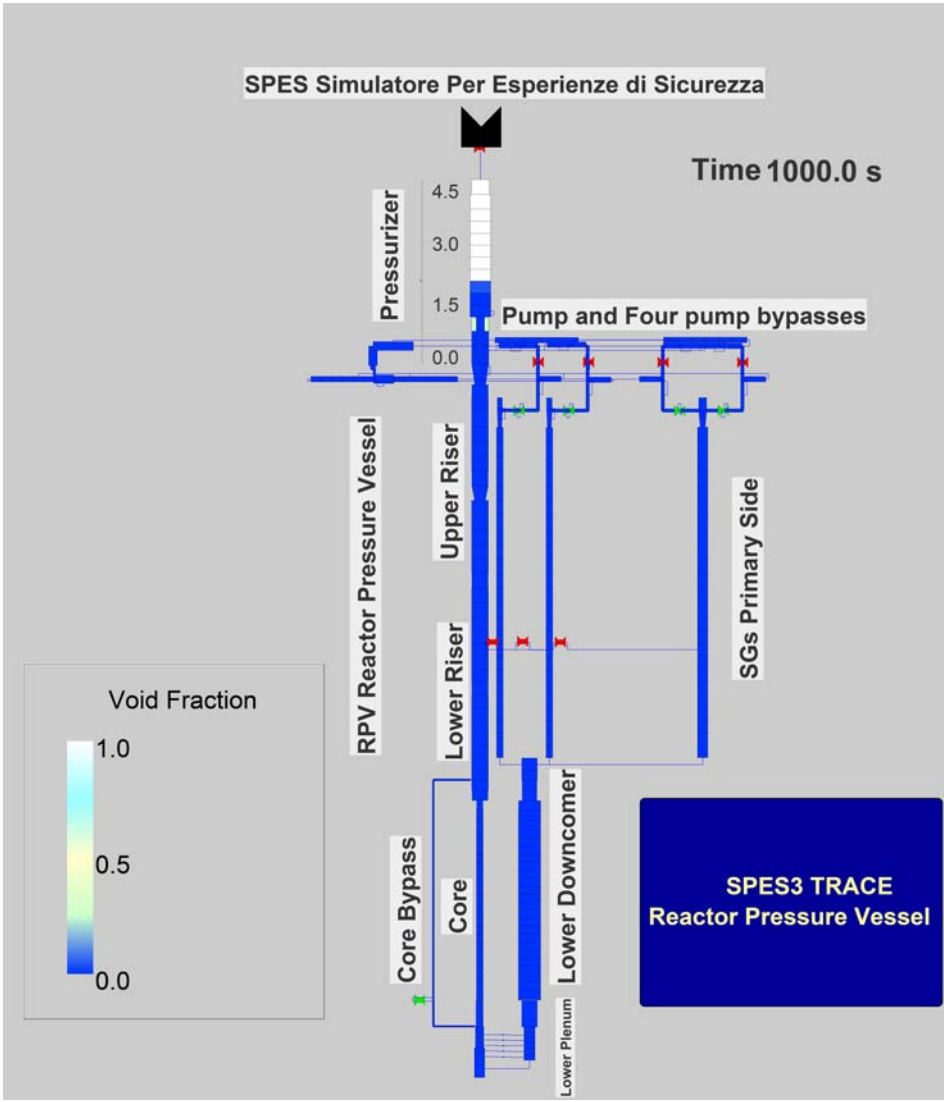 SPES Simulatore Per Esperienze di Sicurezza
Time 1000.0 s
Pressurizer
4.5
3.0
1.5
0.0
Pump and Four pump bypasses
RPV Reactor Pressure Vessel
Upper Riser
SGs Primary Side
Lower Riser
Void Fraction
1.0
0.5
0.0
Core Bypass
Core
Lower Downcomer
Lower Plenum
SPES3 TRACE
Reactor Pressure Vessel